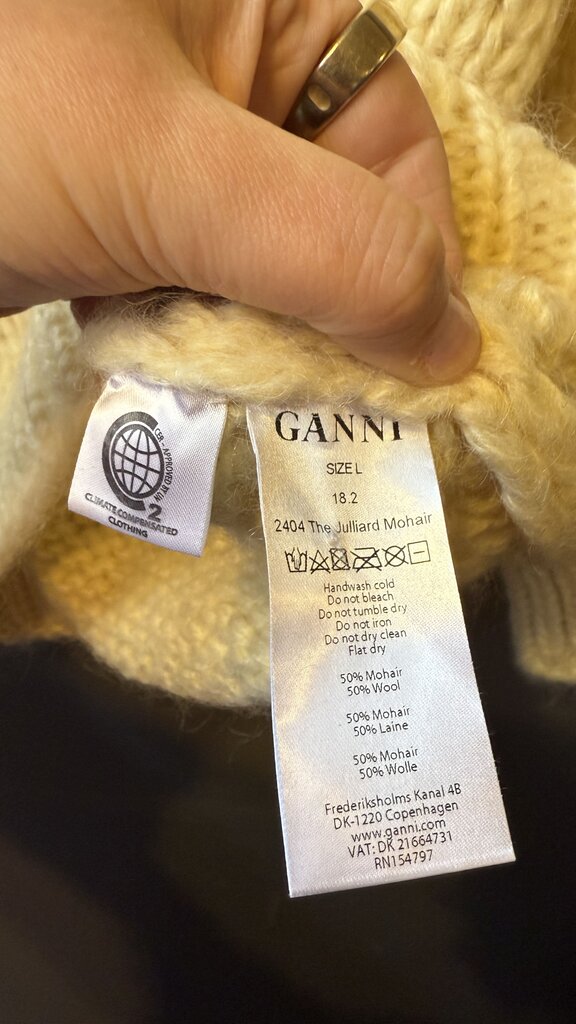 CER - APPROVED BY UN
2
CLIMATE COMPENSATED
CLOTHING
GANNI
SIZE L
18.2
2404 The Julliard Mohair
Handwash cold
Do not bleach
Do not tumble dry
Do not iron
Do not dry clean
Flat dry
50% Mohair
50% Wool
50% Mohair
50% Laine
50% Mohair
50% Wolle
Frederiksholms Kanal 4B
DK-1220 Copenhagen
www.ganni.com
VAT: DK 21664731
RN154797